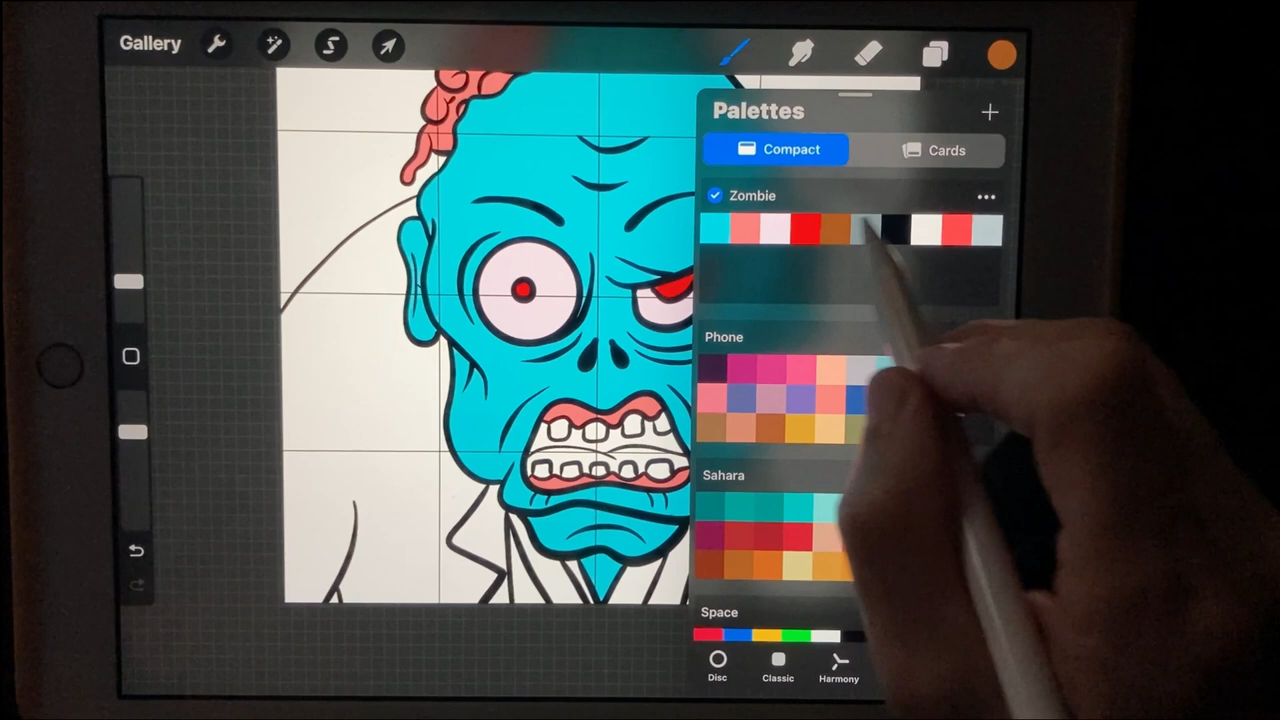 Gallery
Palettes
Compact
Cards
Zombie
Phone
Sahara
Space
Disc
Classic
Harmony